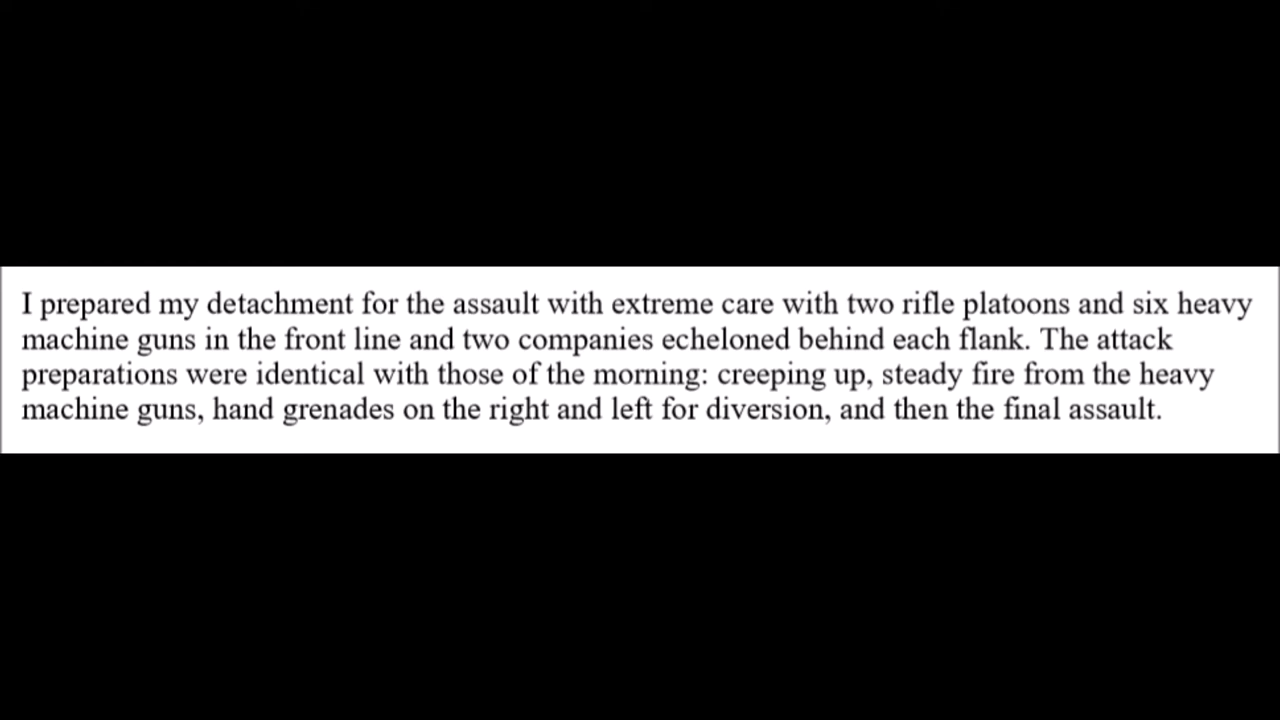 I prepared my detachment for the assault with extreme care with two rifle platoons and six heavy
machine guns in the front line and two companies echeloned behind each flank. The attack
preparations were identical with those of the morning: creeping up, steady fire from the heavy
machine guns, hand grenades on the right and left for diversion, and then the final assault.